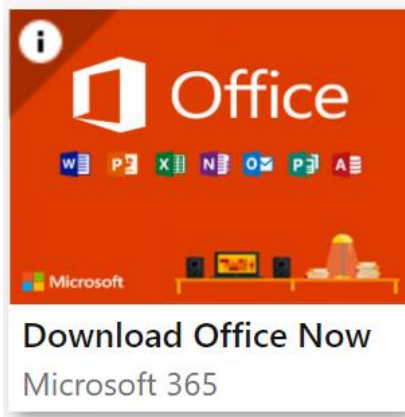 i
Office
W P X N O P A
Microsoft
Download Office Now
Microsoft 365